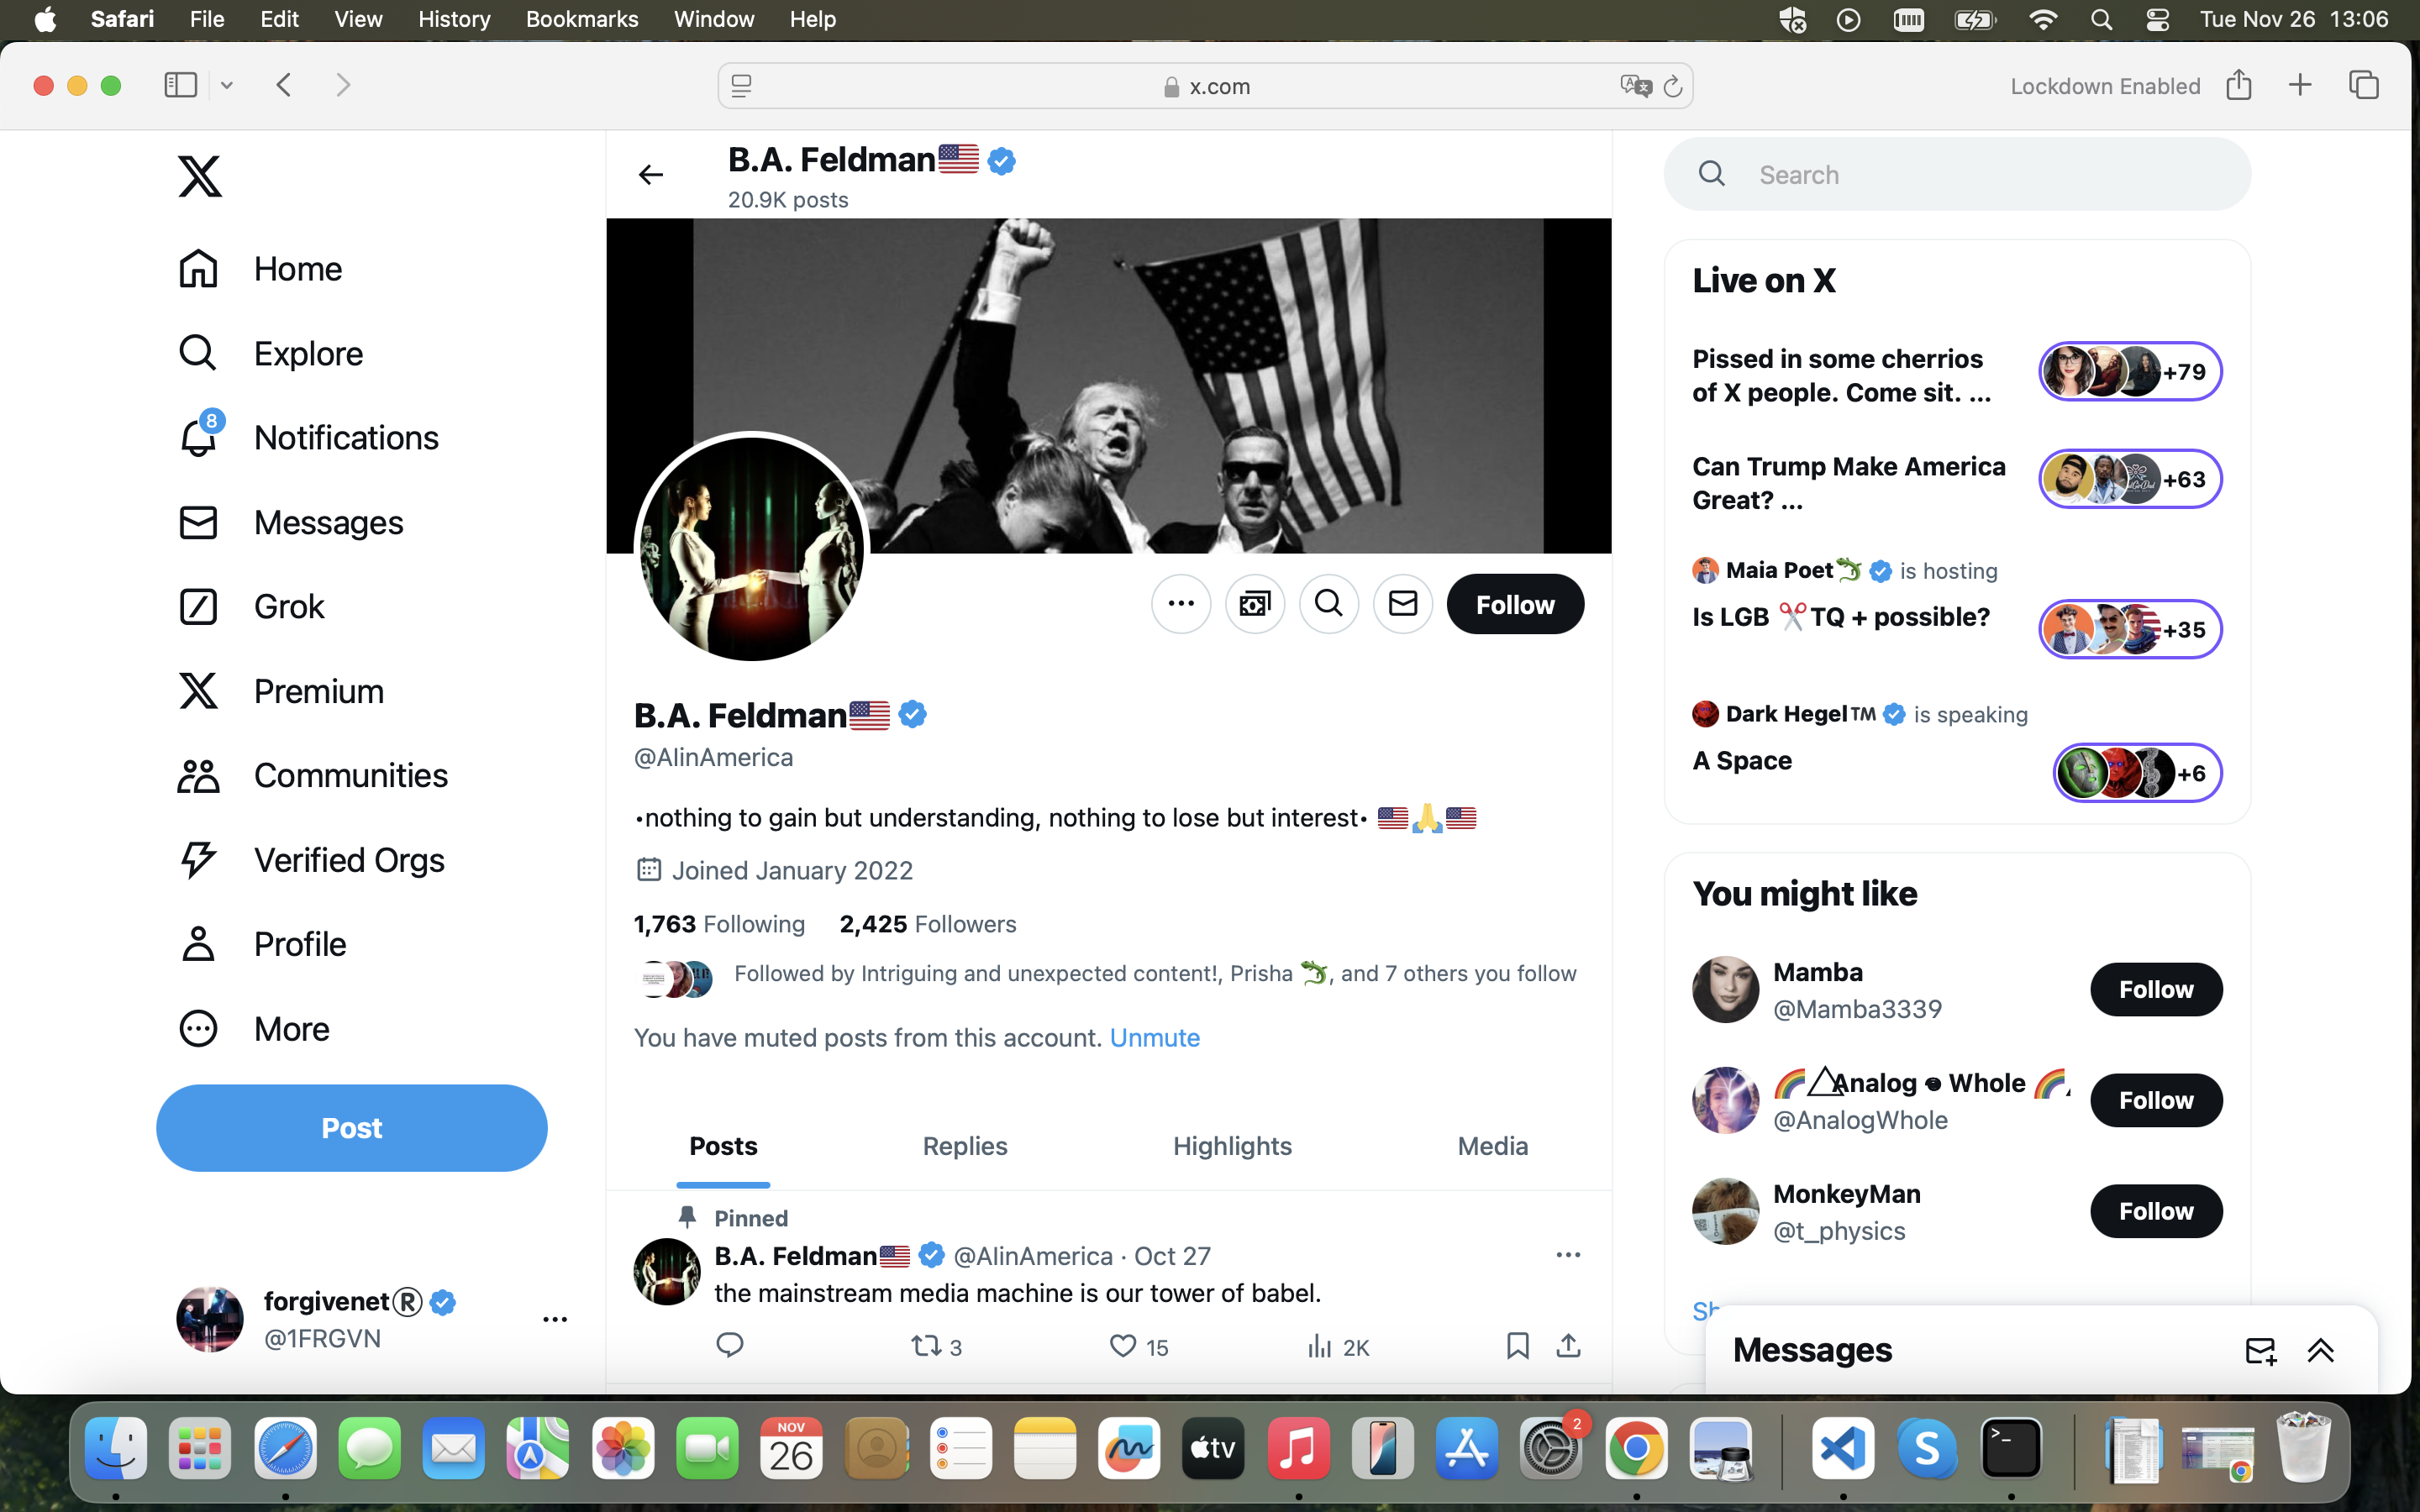 Safari File Edit View History Bookmarks Window Help
Tue Nov 26 13:06
x.com
Lockdown Enabled
Home
Explore
8
Notifications
Messages
Grok
Premium
Communities
Verified Orgs
Profile
More
Post
forgivenet®
@1FRGVN
B.A. Feldman
20.9K posts
Follow
B.A. Feldman
@AlinAmerica
•nothing to gain but understanding, nothing to lose but interest•
Joined January 2022
1,763 Following 2,425 Followers
Followed by Intriguing and unexpected content!, Prisha 🦎, and 7 others you follow
You have muted posts from this account. Unmute
Posts Replies Highlights Media
Pinned
B.A. Feldman @AlinAmerica · Oct 27
the mainstream media machine is our tower of babel.
3 15 2K
Search
Live on X
Pissed in some cherrios
of X people. Come sit. ...
+79
Can Trump Make America
Great? ...
+63
Maia Poet🦎 is hosting
Is LGB ✂️TQ + possible?
+35
Dark Hegel™ is speaking
A Space
+6
You might like
Mamba
@Mamba3339
Follow
Analog Whole
@AnalogWhole
Follow
MonkeyMan
@t_physics
Follow
Messages
NOV
26
tv
2
S